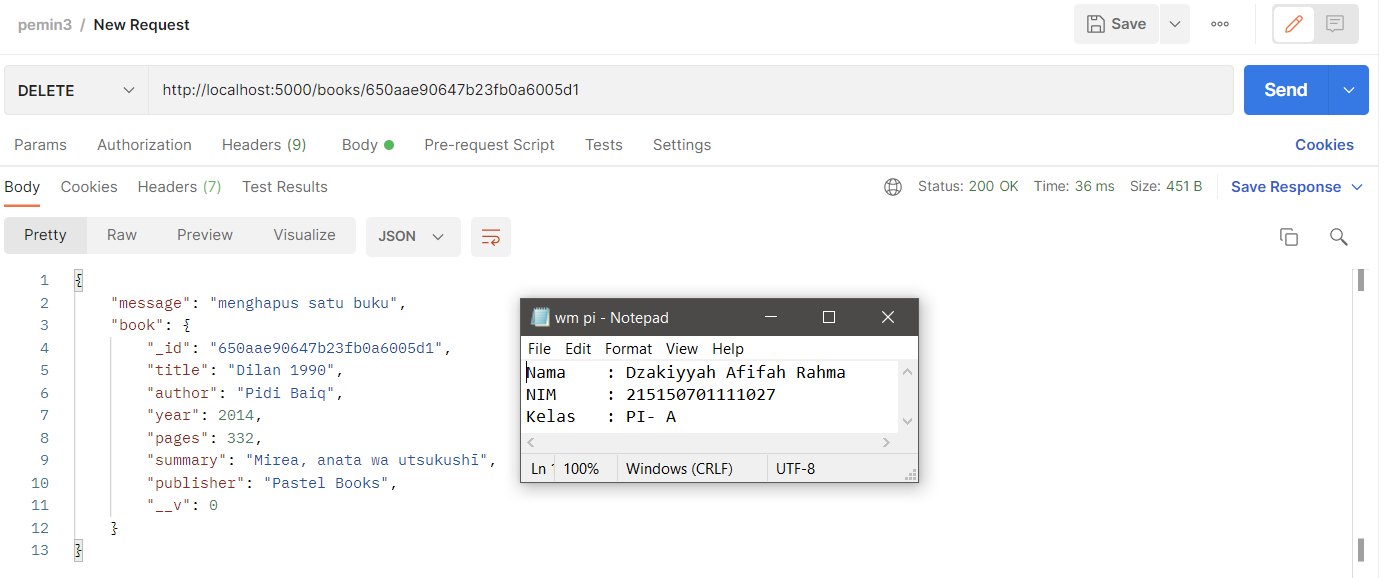 pemin3 / New Request
Save
DELETE
http://localhost:5000/books/650aae90647b23fb0a6005d1
Send
Params Authorization Headers (9) Body Pre-request Script Tests Settings Cookies
Body Cookies Headers (7) Test Results Status: 200 OK Time: 36 ms Size: 451 B Save Response
Pretty Raw Preview Visualize JSON
1 {
2 "message": "menghapus satu buku",
3 "book": {
4 "_id": "650aae90647b23fb0a6005d1",
5 "title": "Dilan 1990",
6 "author": "Pidi Baiq",
7 "year": 2014,
8 "pages": 332,
9 "summary": "Mirea, anata wa utsukushī",
10 "publisher": "Pastel Books",
11 "__v": 0
12 }
13 }
wm pi - Notepad
File Edit Format View Help
Nama : Dzakiyyah Afifah Rahma
NIM : 215150701111027
Kelas : PI- A
Ln 100% Windows (CRLF) UTF-8